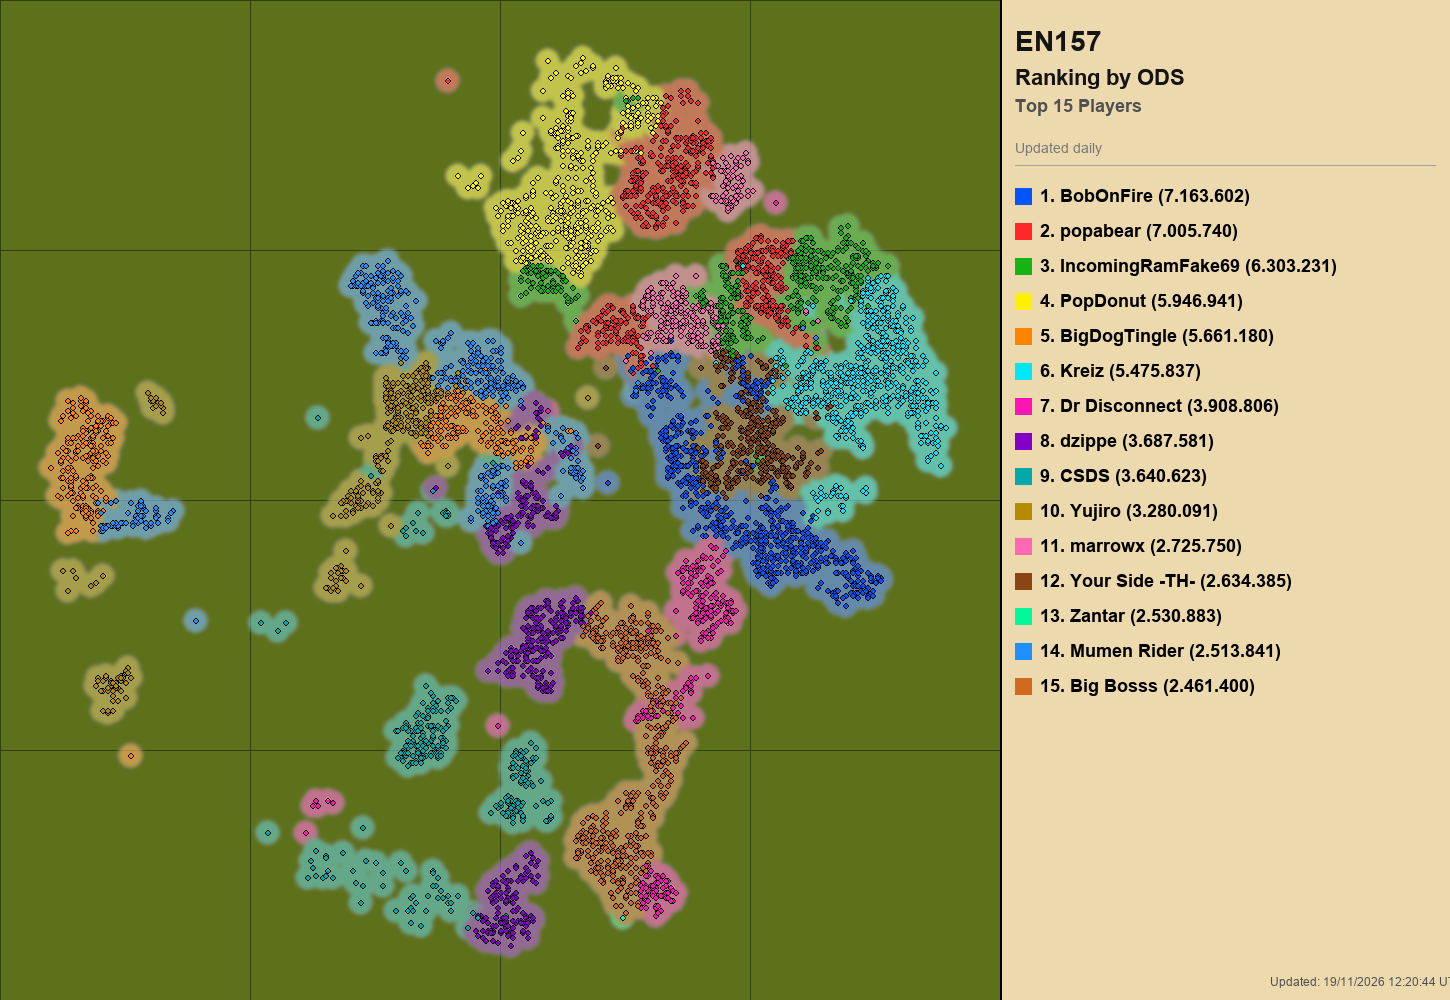 EN157
Ranking by ODS
Top 15 Players
Updated daily
1. BobOnFire (7.163.602)
2. popabear (7.005.740)
3. IncomingRamFake69 (6.303.231)
4. PopDonut (5.946.941)
5. BigDogTingle (5.661.180)
6. Kreiz (5.475.837)
7. Dr Disconnect (3.908.806)
8. dzippe (3.687.581)
9. CSDS (3.640.623)
10. Yujiro (3.280.091)
11. marrowx (2.725.750)
12. Your Side -TH- (2.634.385)
13. Zantar (2.530.883)
14. Mumen Rider (2.513.841)
15. Big Bosss (2.461.400)
Updated: 19/11/2026 12:20:44 U